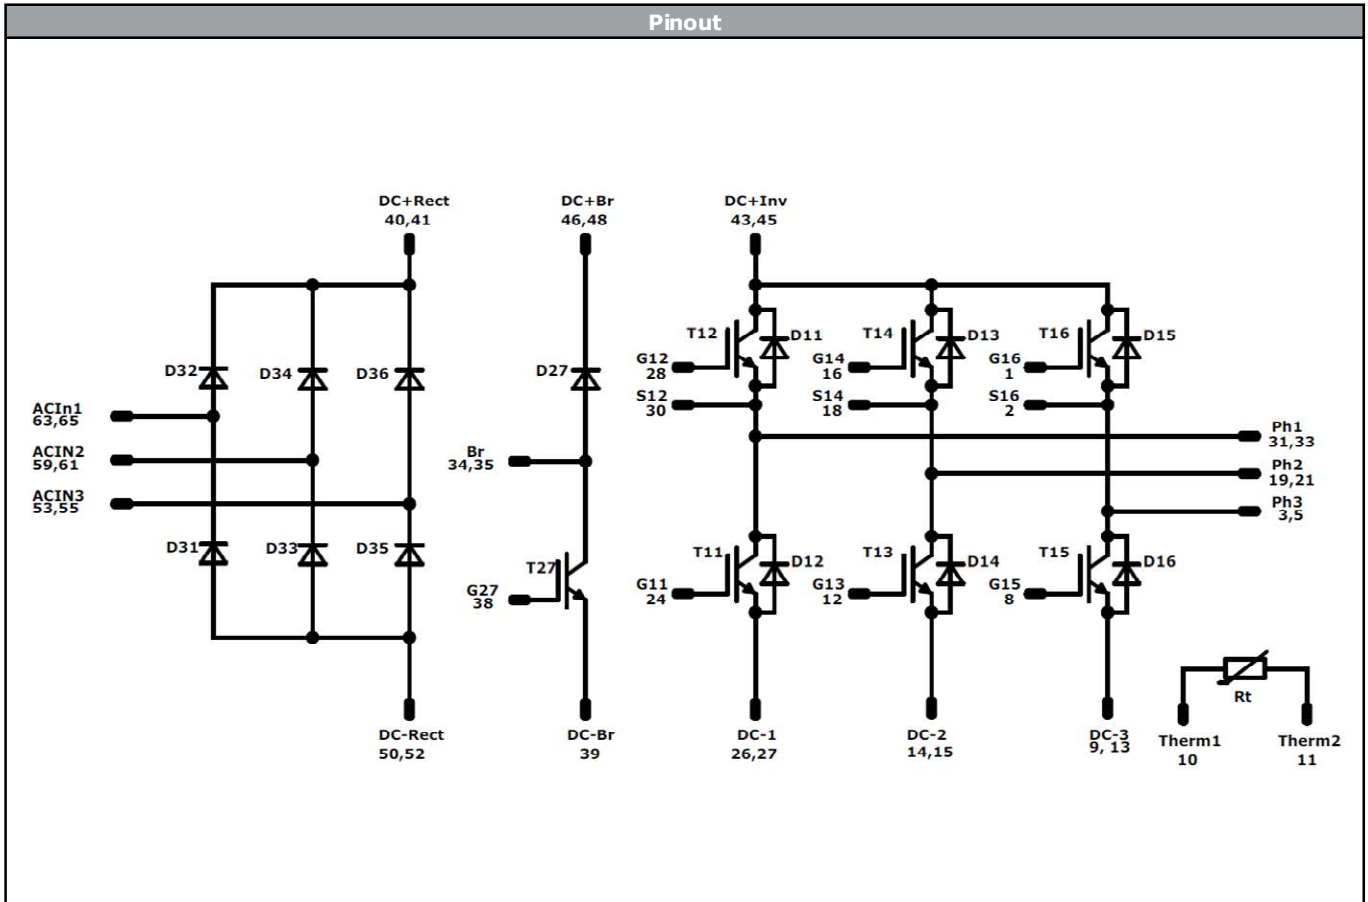 Pinout
DC+Rect
40,41
DC+Br
46,48
DC+Inv
43,45
T12
D11
T14
D13
T16
D15
G12
28
G14
16
G16
1
D32
D34
D36
D27
S12
30
S14
18
S16
2
ACIn1
63,65
ACIN2
59,61
ACIN3
53,55
Br
34,35
Ph1
31,33
Ph2
19,21
Ph3
3,5
D31
D33
D35
T27
G27
38
T11
D12
T13
D14
T15
D16
G11
24
G13
12
G15
8
Rt
DC-Rect
50,52
DC-Br
39
DC-1
26,27
DC-2
14,15
DC-3
9, 13
Therm1
10
Therm2
11